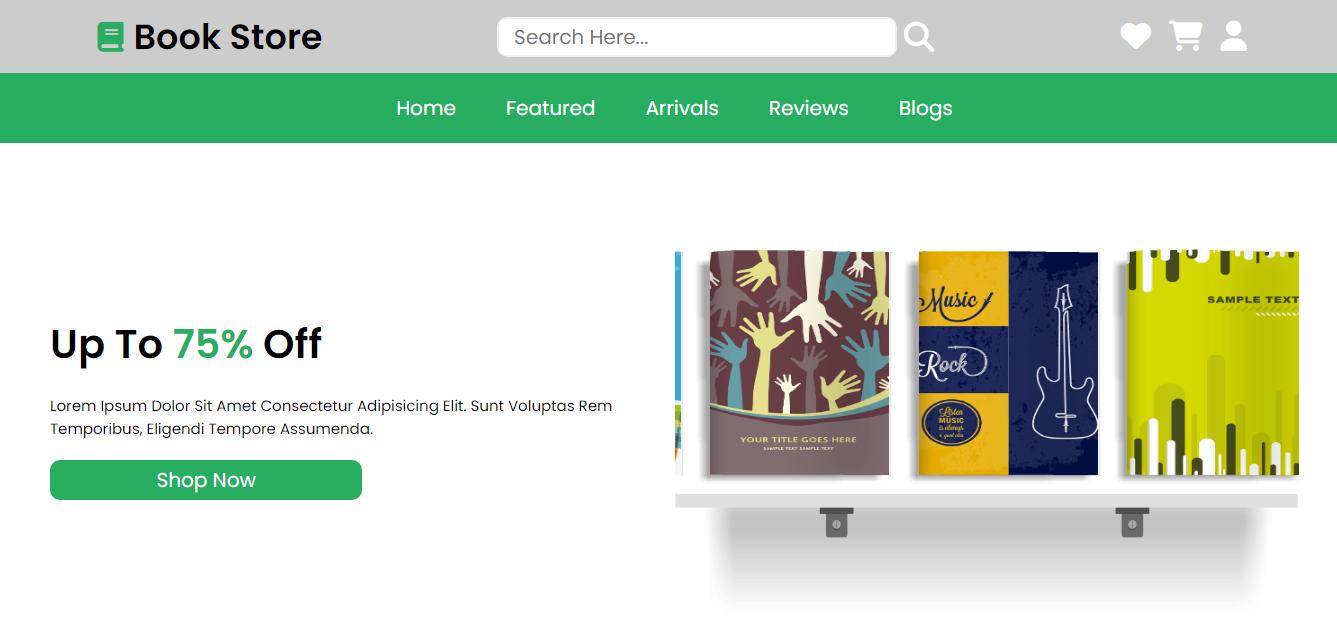 Book Store
Search Here...
Home Featured Arrivals Reviews Blogs
Up To 75% Off
Lorem Ipsum Dolor Sit Amet Consectetur Adipisicing Elit. Sunt Voluptas Rem
Temporibus, Eligendi Tempore Assumenda.
Shop Now
YOUR TITLE GOES HERE
SAMPLE TEXT SAMPLE TEXT
Music
Rock
Listen
MUSIC
is always
a good idea
SAMPLE TEXT